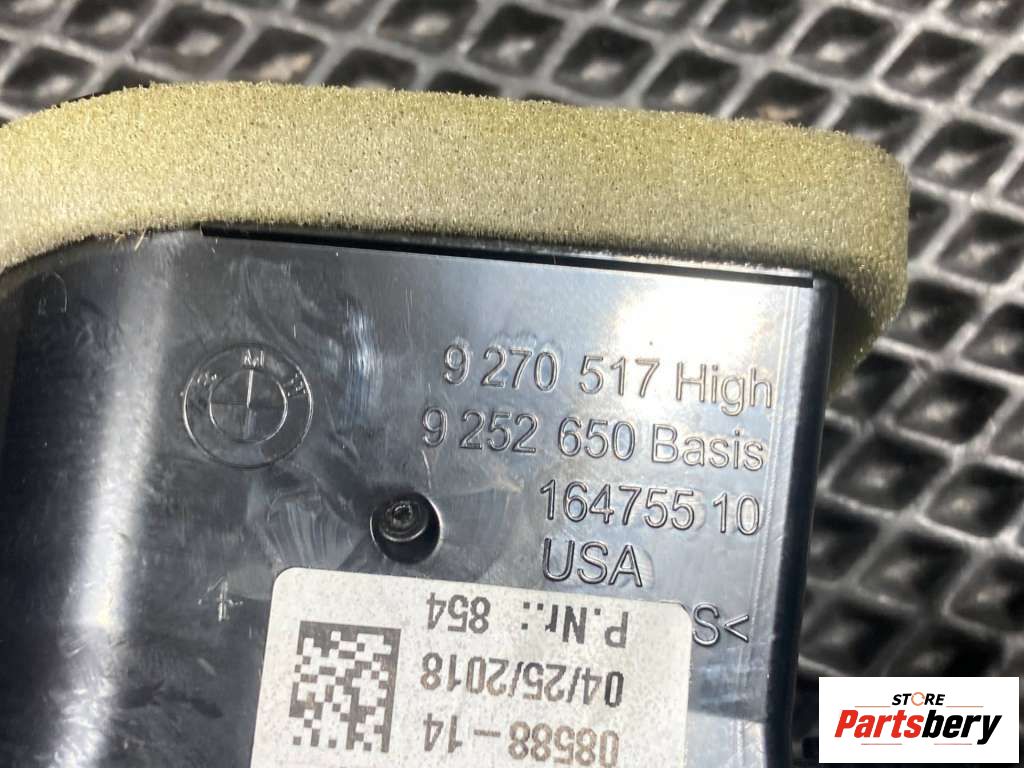 BMW
9 270 517 High
9 252 650 Basis
164755 10
USA
S<
P.Nr.: 854
04/25/2018
08588-14
STORE
Partsbery